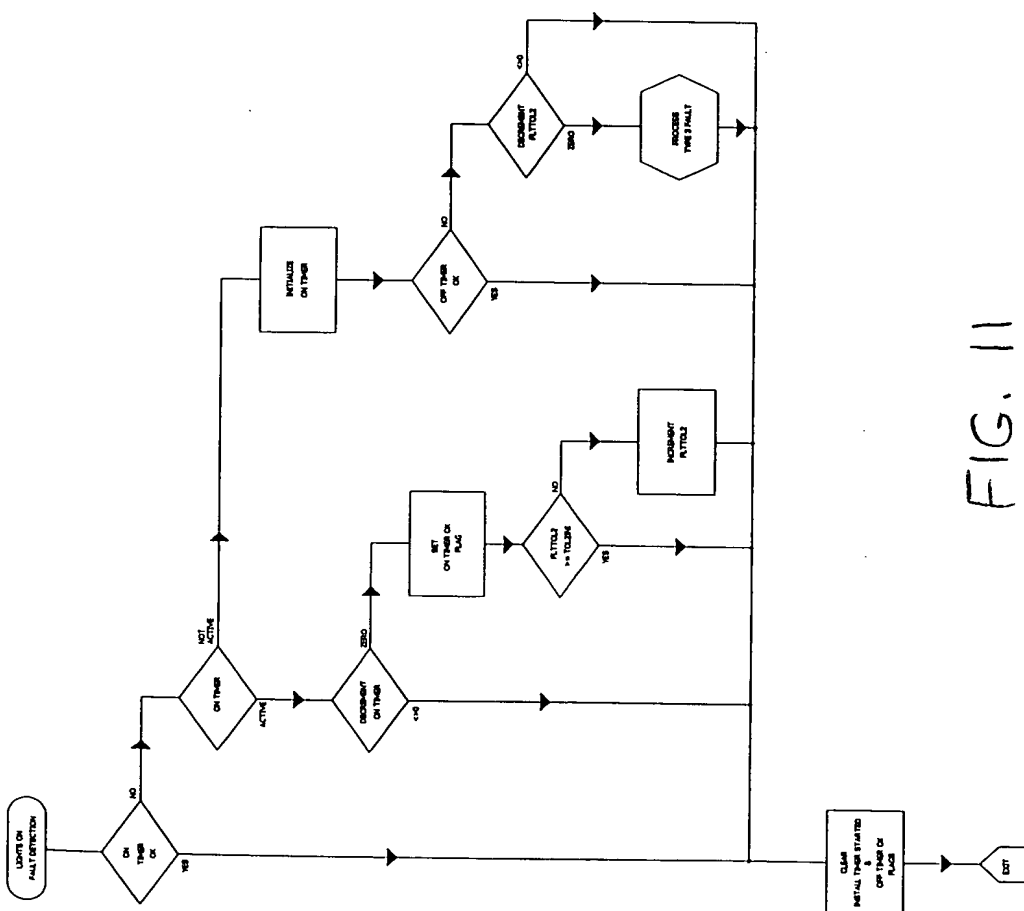 LIGHTS ON
FAULT DETECTION
ON
TIMER
OK
NO
YES
ON TIMER
NOT
ACTIVE
ACTIVE
DECREMENT
ON TIMER
ZERO
<>0
SET
ON TIMER OK
FLAG
FLTTOL2
>= TOL2INI
NO
YES
INCREMENT
FLTTOL2
INITIALIZE
ON TIMER
OFF TIMER
OK
NO
YES
DECREMENT
FLTTOL2
<>0
ZERO
PROCESS
TYPE 2 FAULT
CLEAR
INSTALL TIMER STARTED
&
OFF TIMER OK
FLAGS
EXIT
FIG. 11